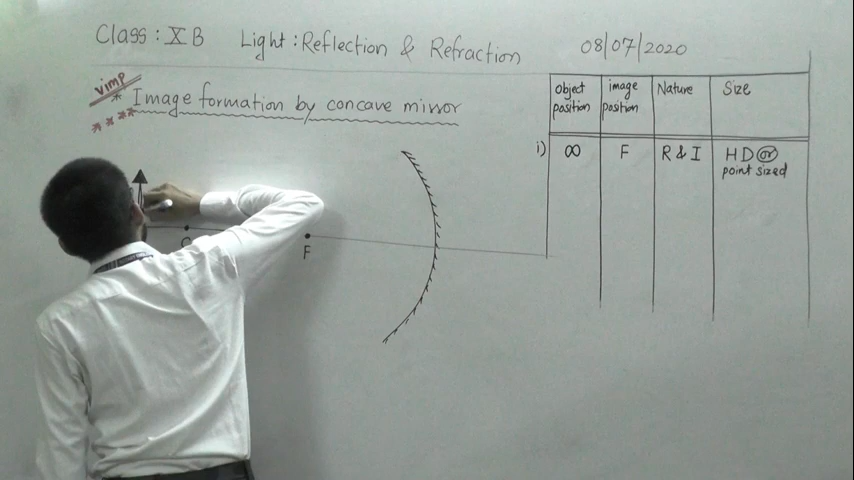 Class : X B Light : Reflection & Refraction 08/07/2020
Vimp
* Image formation by concave mirror
****
object position image position Nature Size
i) ∞ F R & I H D or
point sized
C
F